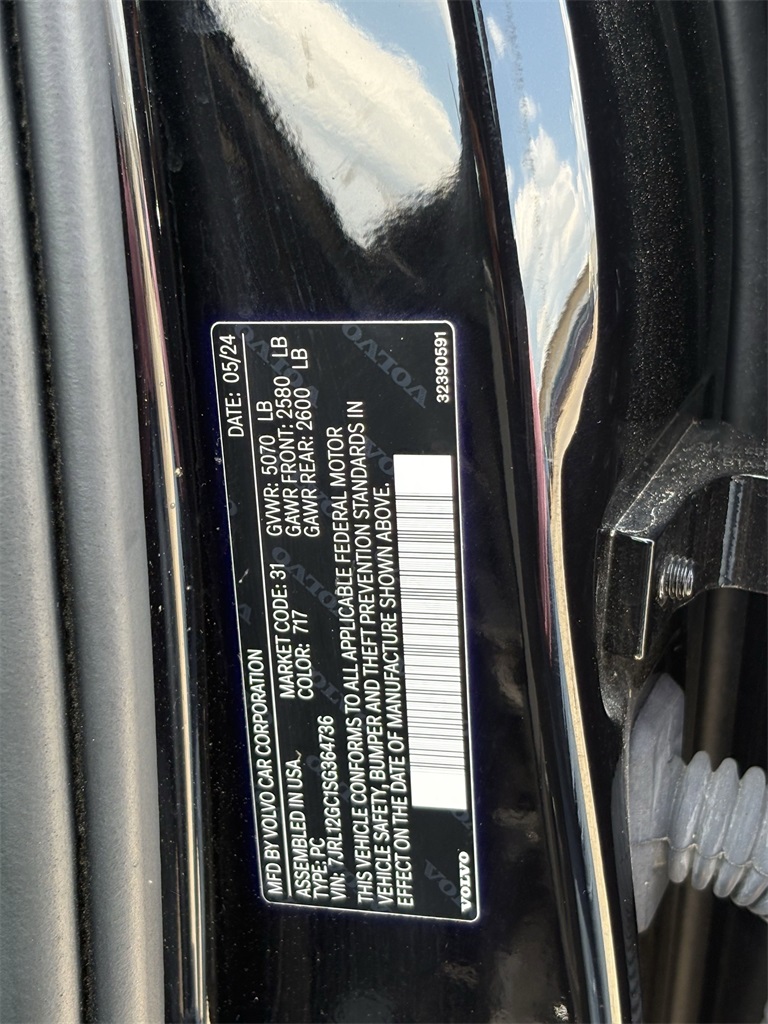 MFD BY VOLVO CAR CORPORATION DATE: 05/24
ASSEMBLED IN USA
TYPE: PC
MARKET CODE: 31
COLOR: 717
GVWR: 5070 LB
GAWR FRONT: 2580 LB
GAWR REAR: 2600 LB
VIN: 7JRL12GC1SG364736
THIS VEHICLE CONFORMS TO ALL APPLICABLE FEDERAL MOTOR
VEHICLE SAFETY, BUMPER AND THEFT PREVENTION STANDARDS IN
EFFECT ON THE DATE OF MANUFACTURE SHOWN ABOVE.
VOLVO
32390591